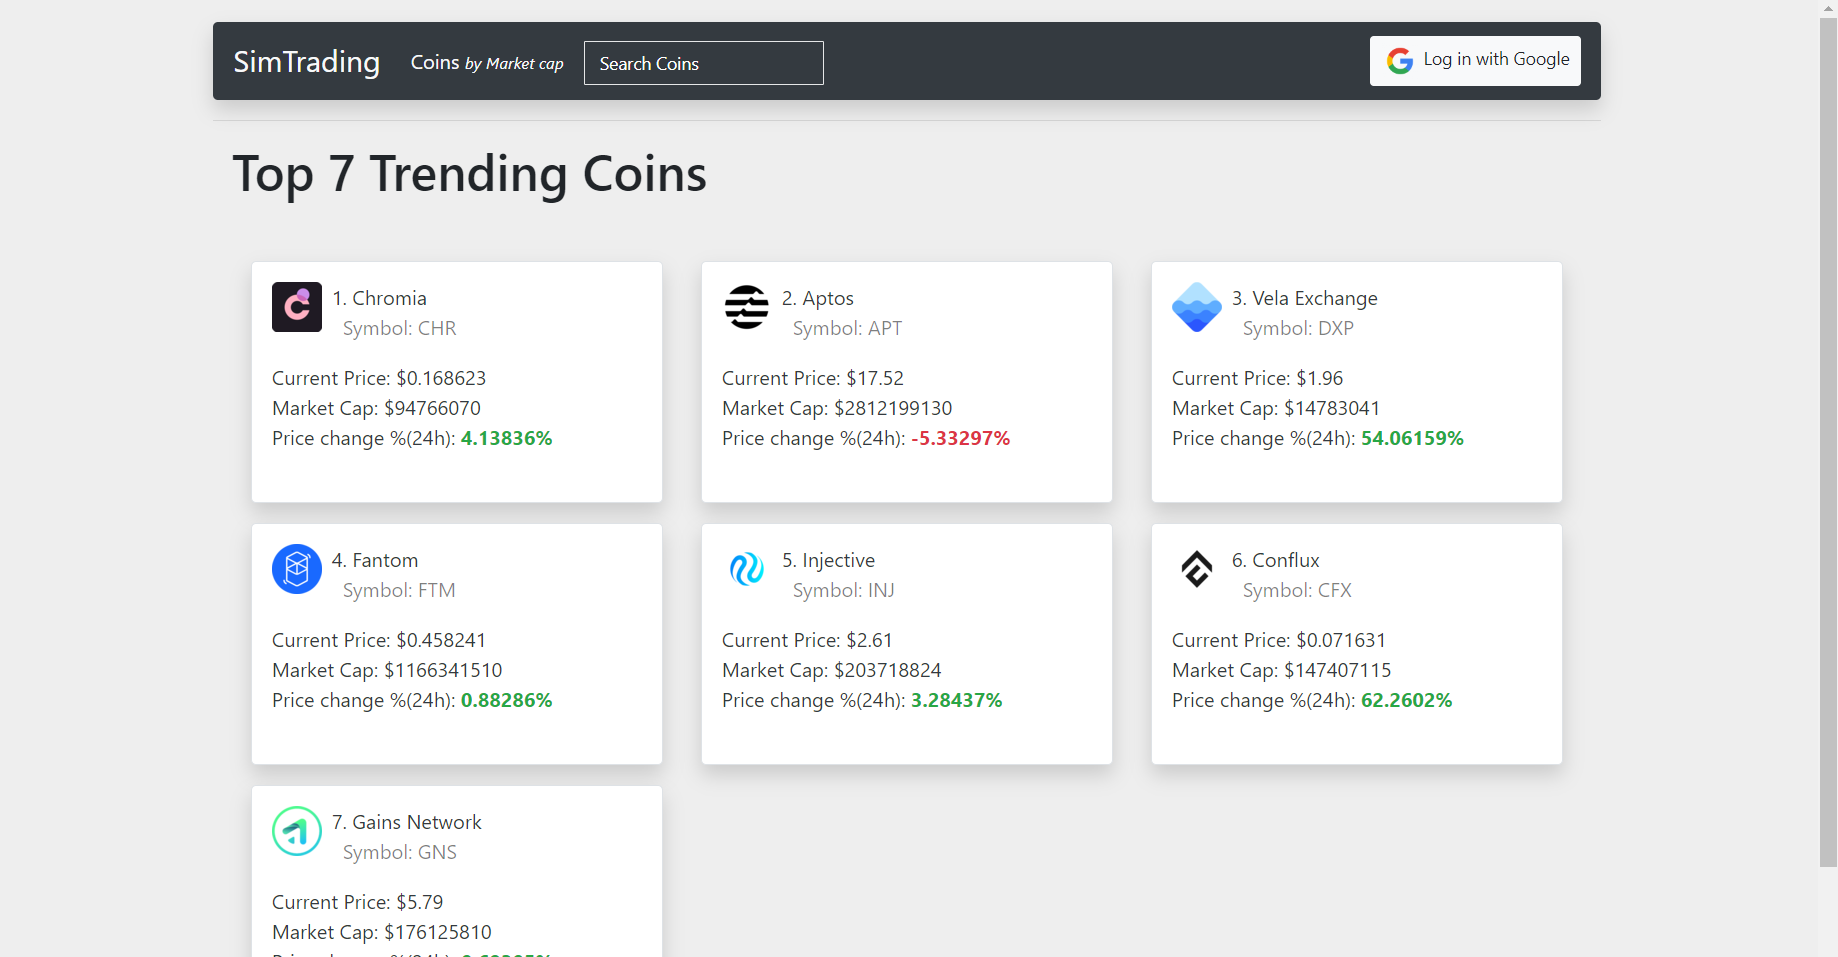 SimTrading
Coins by Market cap
Search Coins
Log in with Google
Top 7 Trending Coins
1. Chromia
Symbol: CHR
Current Price: $0.168623
Market Cap: $94766070
Price change %(24h): 4.13836%
2. Aptos
Symbol: APT
Current Price: $17.52
Market Cap: $2812199130
Price change %(24h): -5.33297%
3. Vela Exchange
Symbol: DXP
Current Price: $1.96
Market Cap: $14783041
Price change %(24h): 54.06159%
4. Fantom
Symbol: FTM
Current Price: $0.458241
Market Cap: $1166341510
Price change %(24h): 0.88286%
5. Injective
Symbol: INJ
Current Price: $2.61
Market Cap: $203718824
Price change %(24h): 3.28437%
6. Conflux
Symbol: CFX
Current Price: $0.071631
Market Cap: $147407115
Price change %(24h): 62.2602%
7. Gains Network
Symbol: GNS
Current Price: $5.79
Market Cap: $176125810
Price change %(24h):